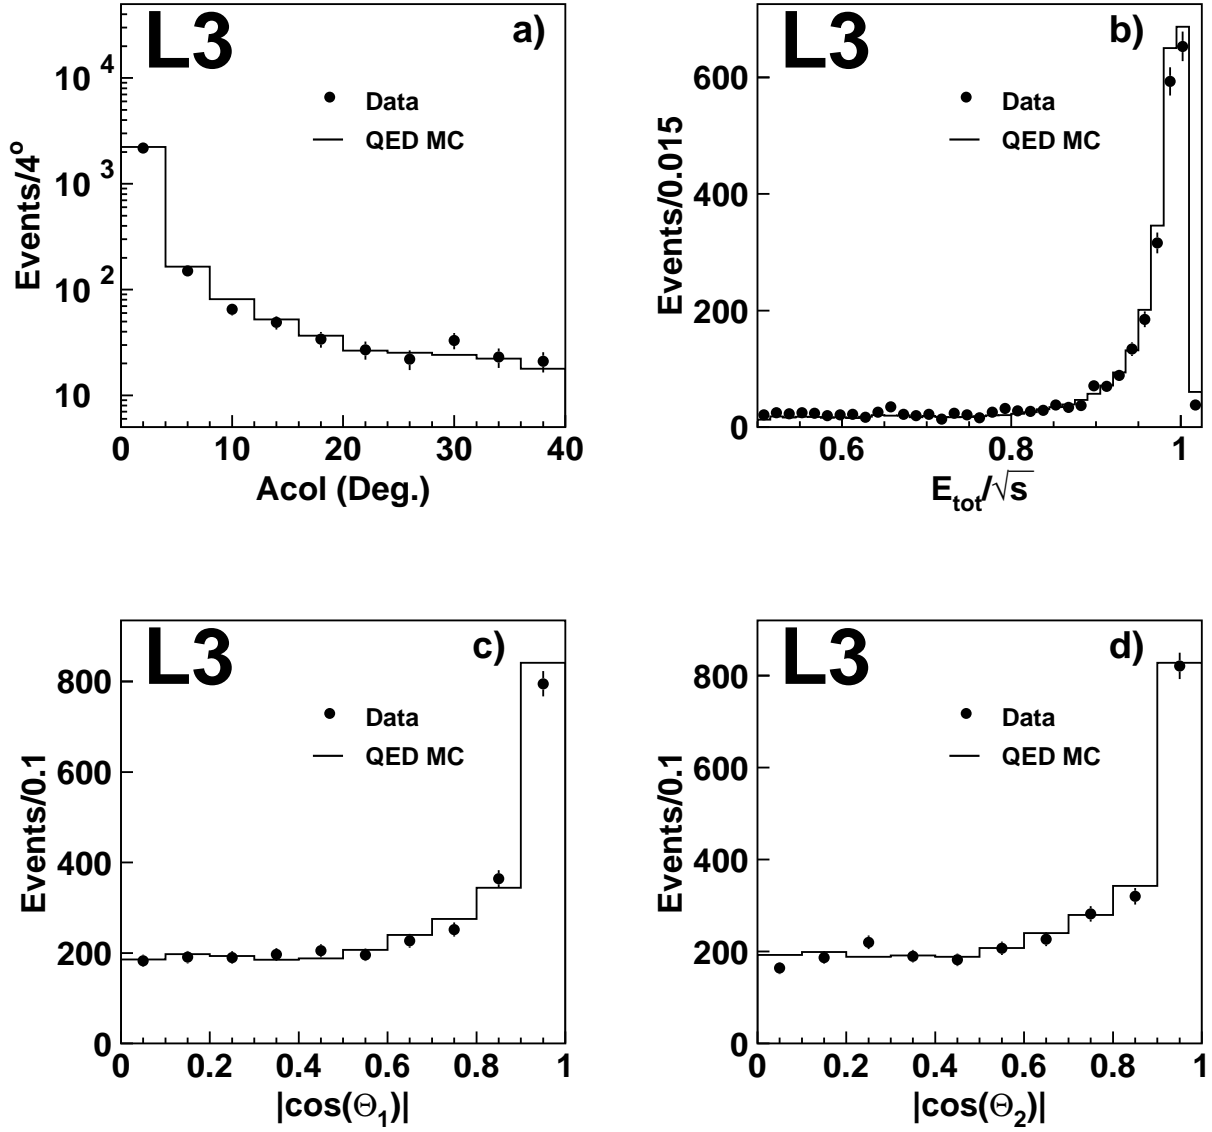 L3
a)
10⁴
10³
10²
10
Events/4°
Data
QED MC
0 10 20 30 40
Acol (Deg.)
L3
b)
600
400
200
0
Events/0.015
Data
QED MC
0.6 0.8 1
E_tot/√s
L3
c)
800
600
400
200
0
Events/0.1
Data
QED MC
0 0.2 0.4 0.6 0.8 1
|cos(Θ₁)|
L3
d)
800
600
400
200
0
Events/0.1
Data
QED MC
0 0.2 0.4 0.6 0.8 1
|cos(Θ₂)|